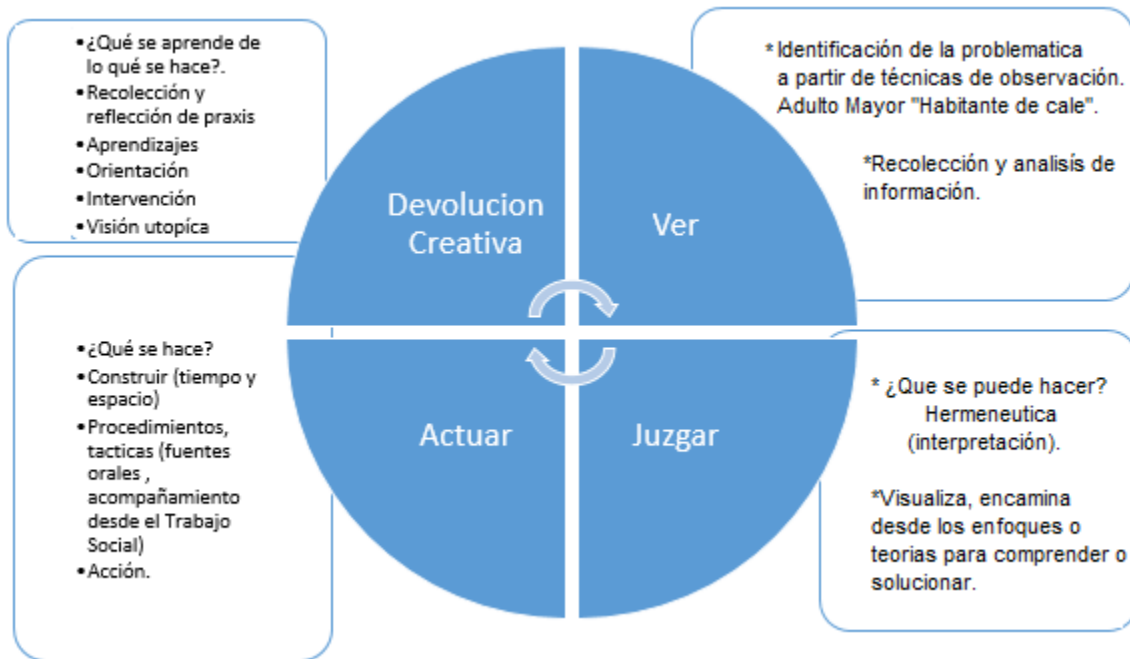 •¿Qué se aprende de
lo qué se hace?.
•Recolección y
reflección de praxis
•Aprendizajes
•Orientación
•Intervención
•Visión utopíca
*Identificación de la problematica
a partir de técnicas de observación.
Adulto Mayor "Habitante de cale".
*Recolección y analisís de
información.
Devolucion
Creativa
Ver
•¿Qué se hace?
•Construir (tiempo y
espacio)
•Procedimientos,
tacticas (fuentes
orales ,
acompañamiento
desde el Trabajo
Social)
•Acción.
Actuar
Juzgar
* ¿Que se puede hacer?
Hermeneutica
(interpretación).
*Visualiza, encamina
desde los enfoques o
teorias para comprender o
solucionar.